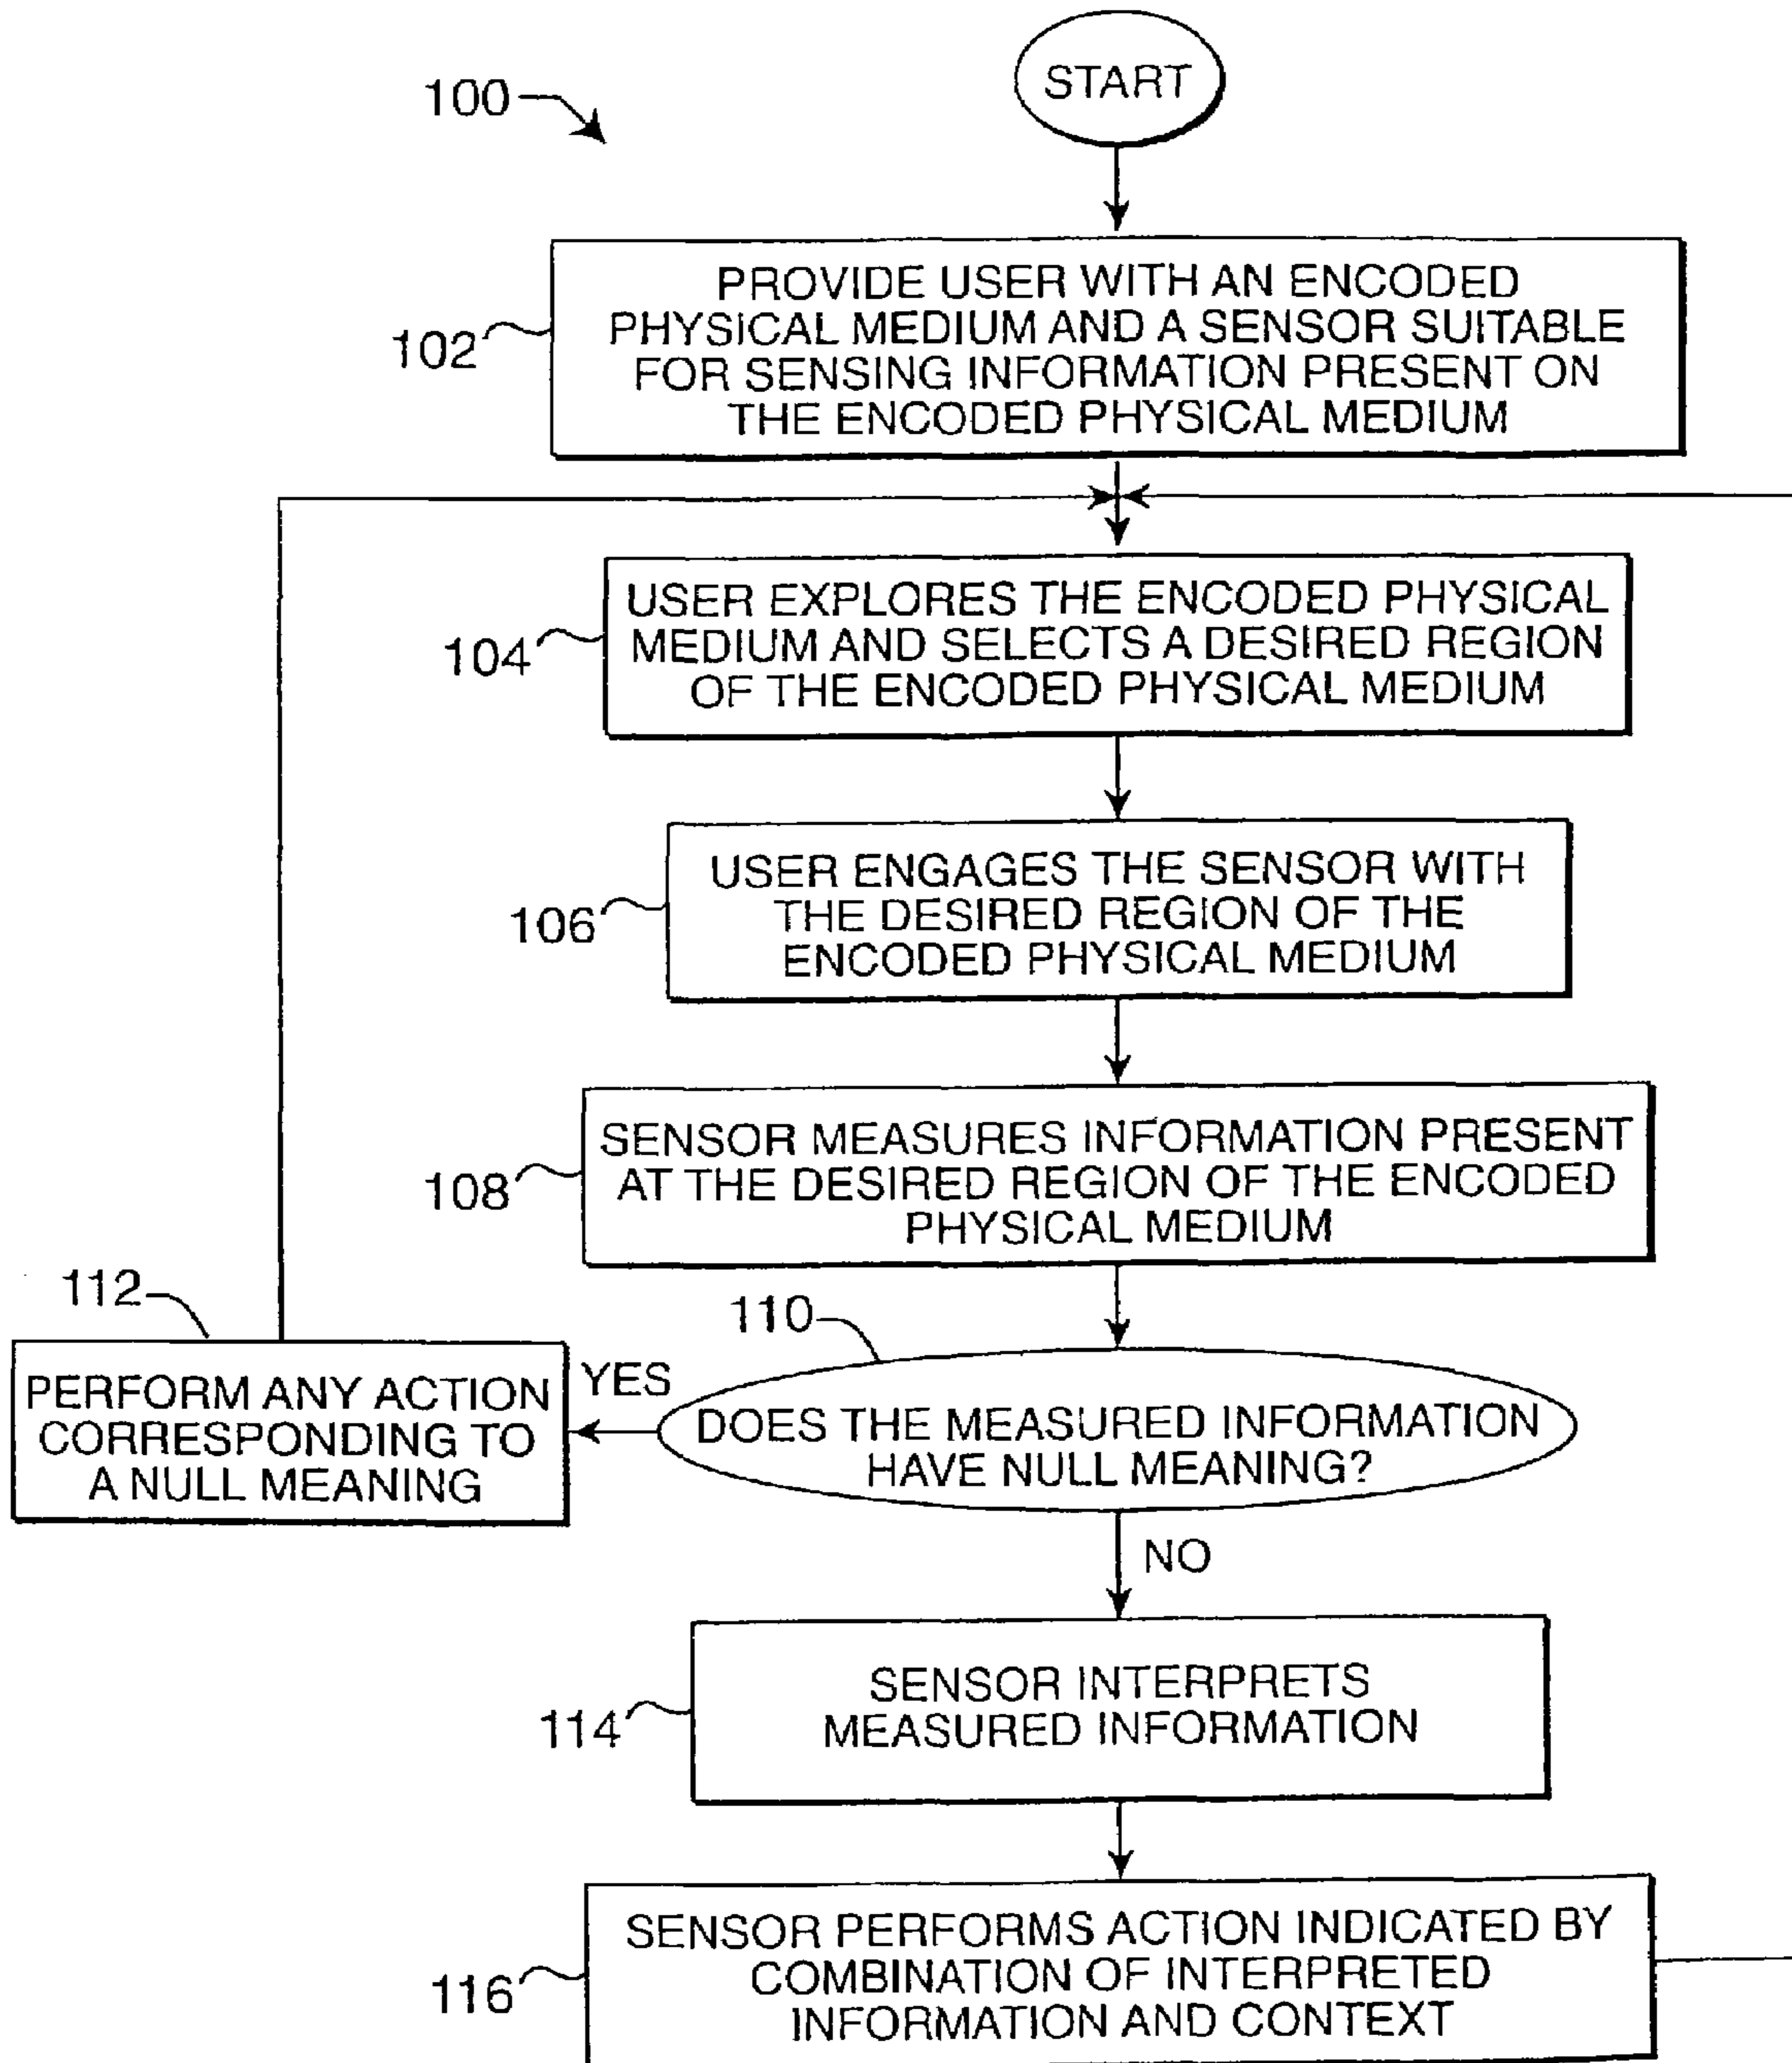 START
100
PROVIDE USER WITH AN ENCODED
PHYSICAL MEDIUM AND A SENSOR SUITABLE
FOR SENSING INFORMATION PRESENT ON
THE ENCODED PHYSICAL MEDIUM
102
USER EXPLORES THE ENCODED PHYSICAL
MEDIUM AND SELECTS A DESIRED REGION
OF THE ENCODED PHYSICAL MEDIUM
104
USER ENGAGES THE SENSOR WITH
THE DESIRED REGION OF THE
ENCODED PHYSICAL MEDIUM
106
SENSOR MEASURES INFORMATION PRESENT
AT THE DESIRED REGION OF THE ENCODED
PHYSICAL MEDIUM
108
110
DOES THE MEASURED INFORMATION
HAVE NULL MEANING?
YES
112
PERFORM ANY ACTION
CORRESPONDING TO
A NULL MEANING
NO
SENSOR INTERPRETS
MEASURED INFORMATION
114
SENSOR PERFORMS ACTION INDICATED BY
COMBINATION OF INTERPRETED
INFORMATION AND CONTEXT
116